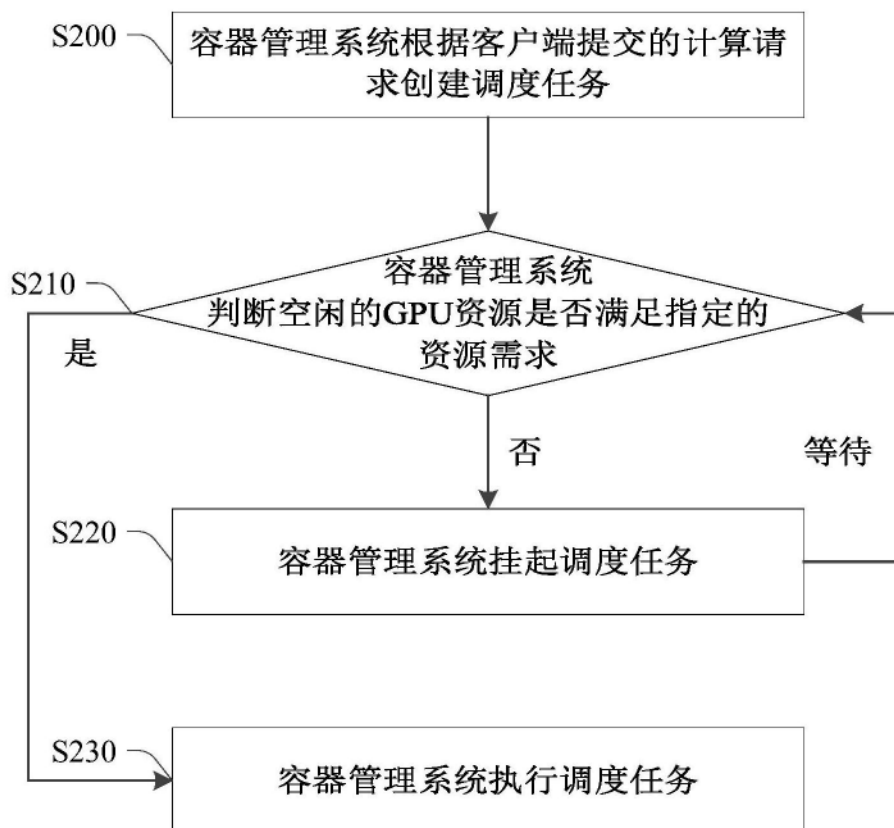 S200
容器管理系统根据客户端提交的计算请
求创建调度任务
S210
容器管理系统
判断空闲的GPU资源是否满足指定的
资源需求
是
否
等待
S220
容器管理系统挂起调度任务
S230
容器管理系统执行调度任务